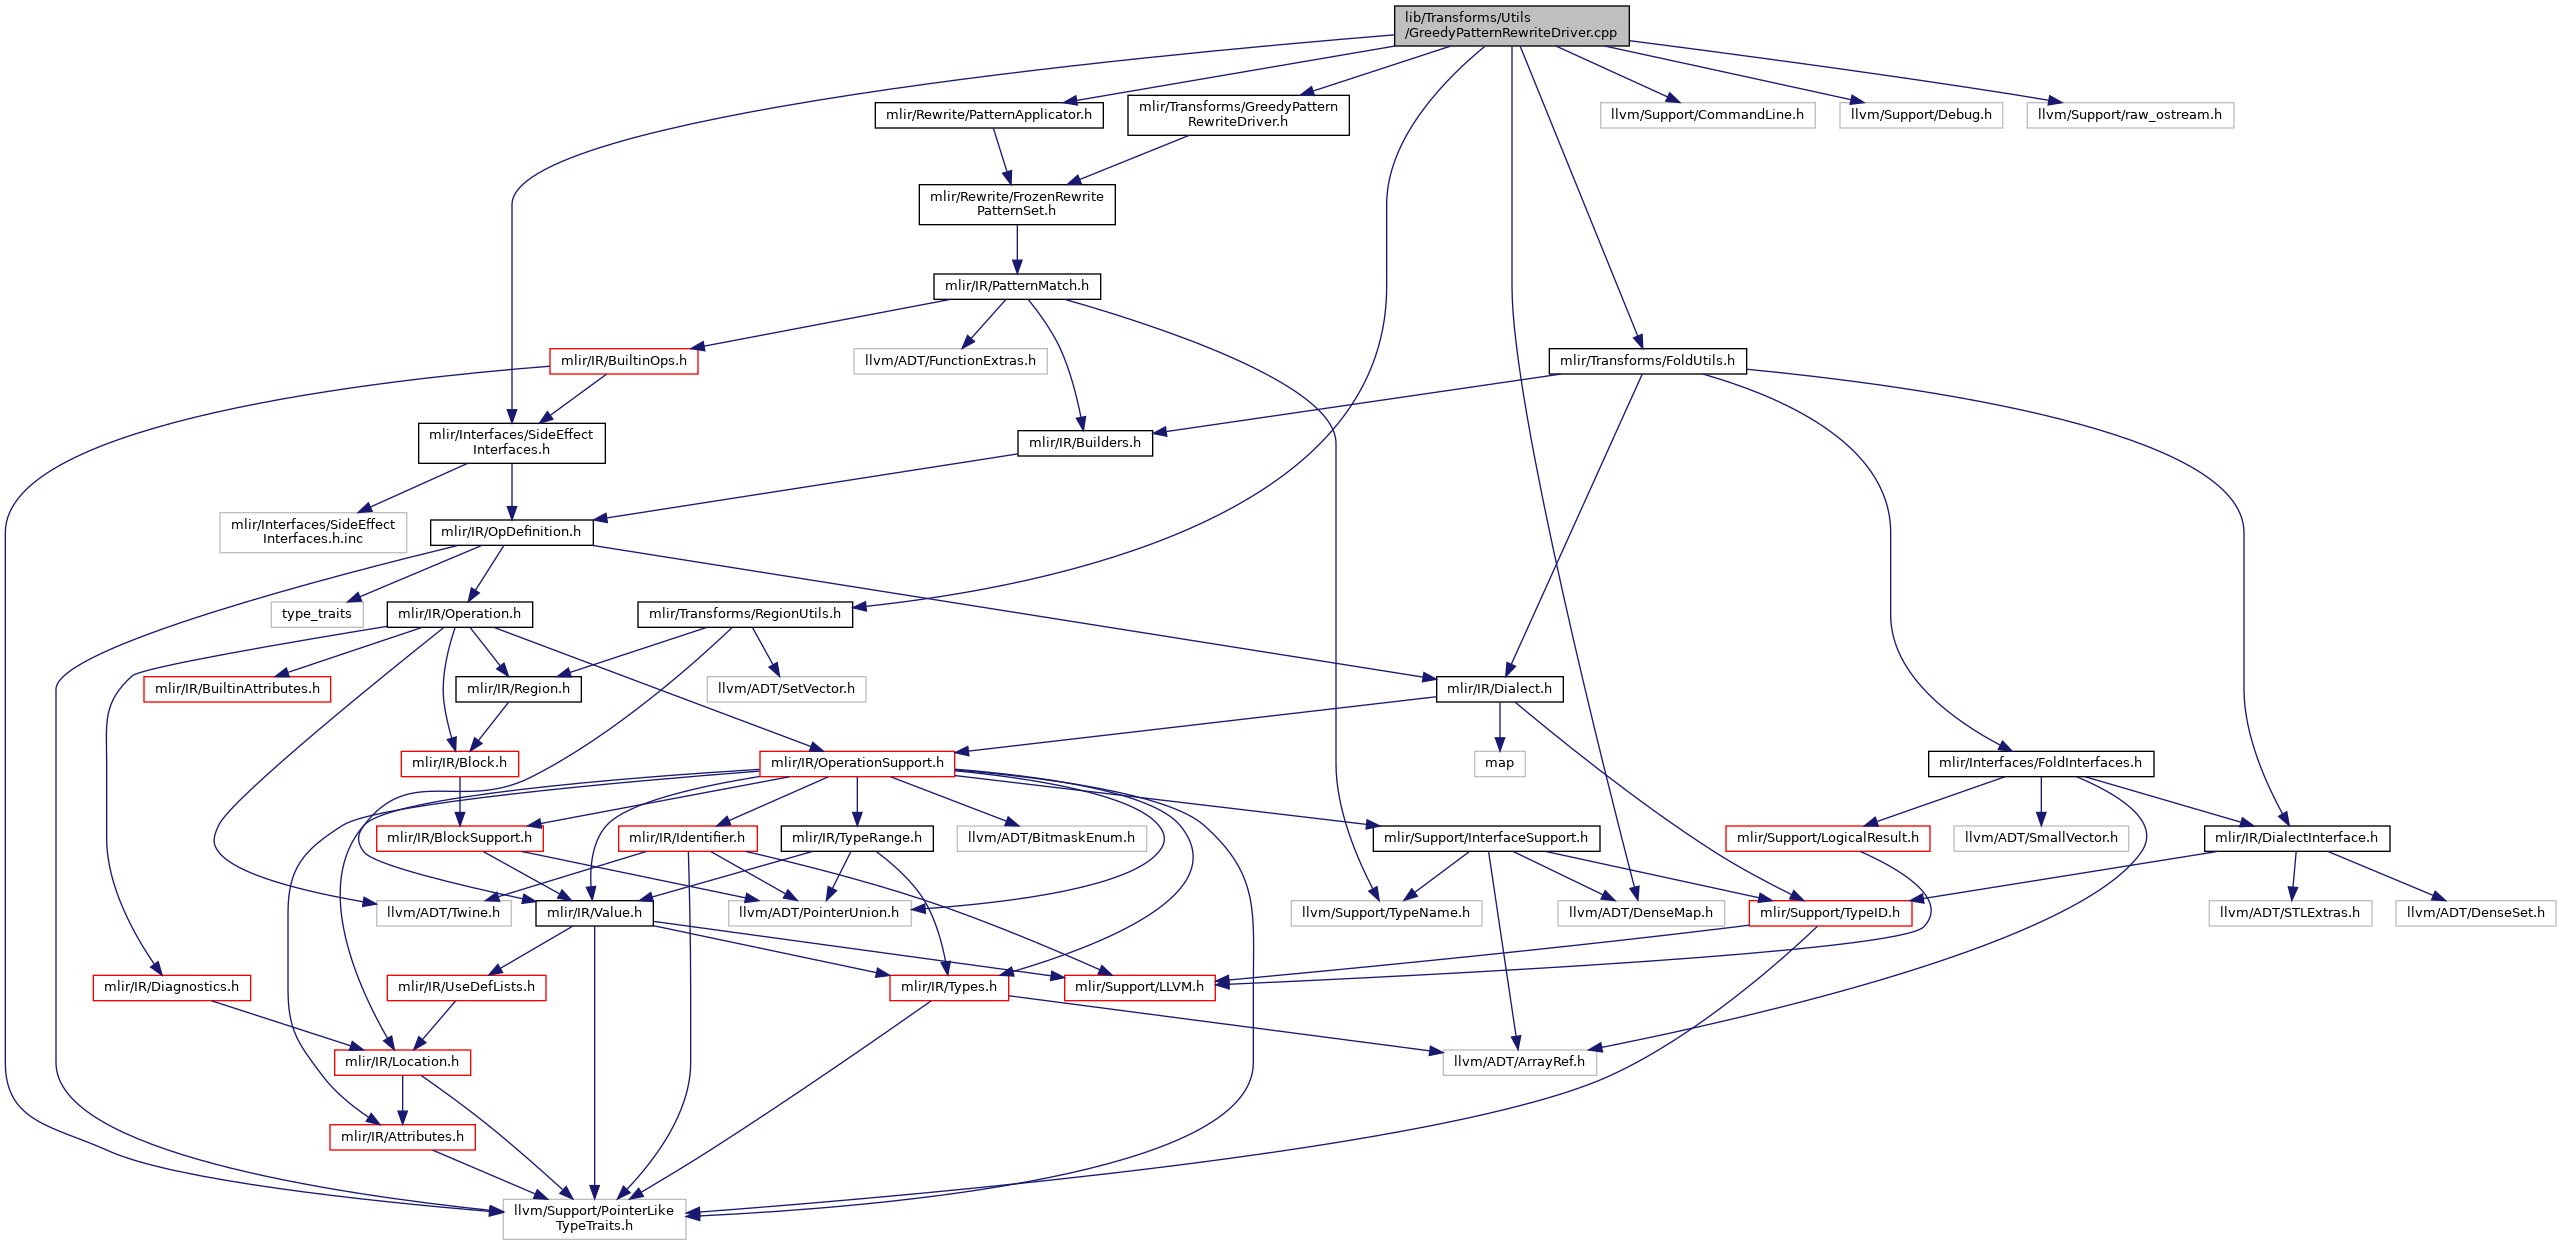 lib/Transforms/Utils
/GreedyPatternRewriteDriver.cpp
mlir/Rewrite/PatternApplicator.h
mlir/Transforms/GreedyPattern
RewriteDriver.h
llvm/Support/CommandLine.h
llvm/Support/Debug.h
llvm/Support/raw_ostream.h
mlir/Rewrite/FrozenRewrite
PatternSet.h
mlir/IR/PatternMatch.h
mlir/IR/BuiltinOps.h
llvm/ADT/FunctionExtras.h
mlir/Transforms/FoldUtils.h
mlir/Interfaces/SideEffect
Interfaces.h
mlir/IR/Builders.h
mlir/Interfaces/SideEffect
Interfaces.h.inc
mlir/IR/OpDefinition.h
type_traits
mlir/IR/Operation.h
mlir/Transforms/RegionUtils.h
mlir/IR/BuiltinAttributes.h
mlir/IR/Region.h
llvm/ADT/SetVector.h
mlir/IR/Dialect.h
mlir/IR/Block.h
mlir/IR/OperationSupport.h
map
mlir/Interfaces/FoldInterfaces.h
mlir/IR/BlockSupport.h
mlir/IR/Identifier.h
mlir/IR/TypeRange.h
llvm/ADT/BitmaskEnum.h
mlir/Support/InterfaceSupport.h
mlir/Support/LogicalResult.h
llvm/ADT/SmallVector.h
mlir/IR/DialectInterface.h
llvm/ADT/Twine.h
mlir/IR/Value.h
llvm/ADT/PointerUnion.h
llvm/Support/TypeName.h
llvm/ADT/DenseMap.h
mlir/Support/TypeID.h
llvm/ADT/STLExtras.h
llvm/ADT/DenseSet.h
mlir/IR/Diagnostics.h
mlir/IR/UseDefLists.h
mlir/IR/Types.h
mlir/Support/LLVM.h
mlir/IR/Location.h
llvm/ADT/ArrayRef.h
mlir/IR/Attributes.h
llvm/Support/PointerLike
TypeTraits.h